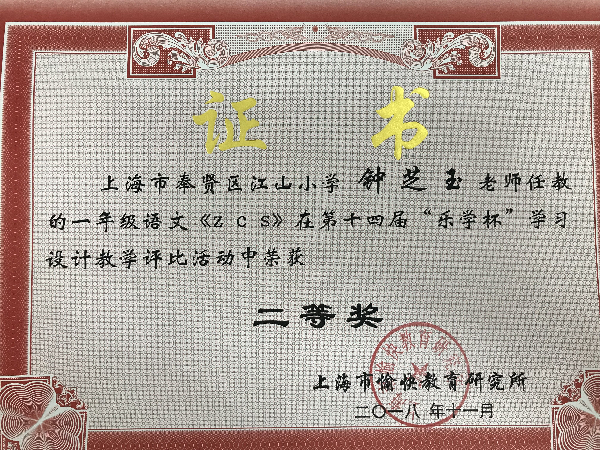 证 书
上海市奉贤区江山小学 钟芝玉 老师任教
的一年级语文《z c s》在第十四届“乐学杯”学习
设计教学评比活动中荣获
二等奖
上海市愉快教育研究所
二〇一八年十一月